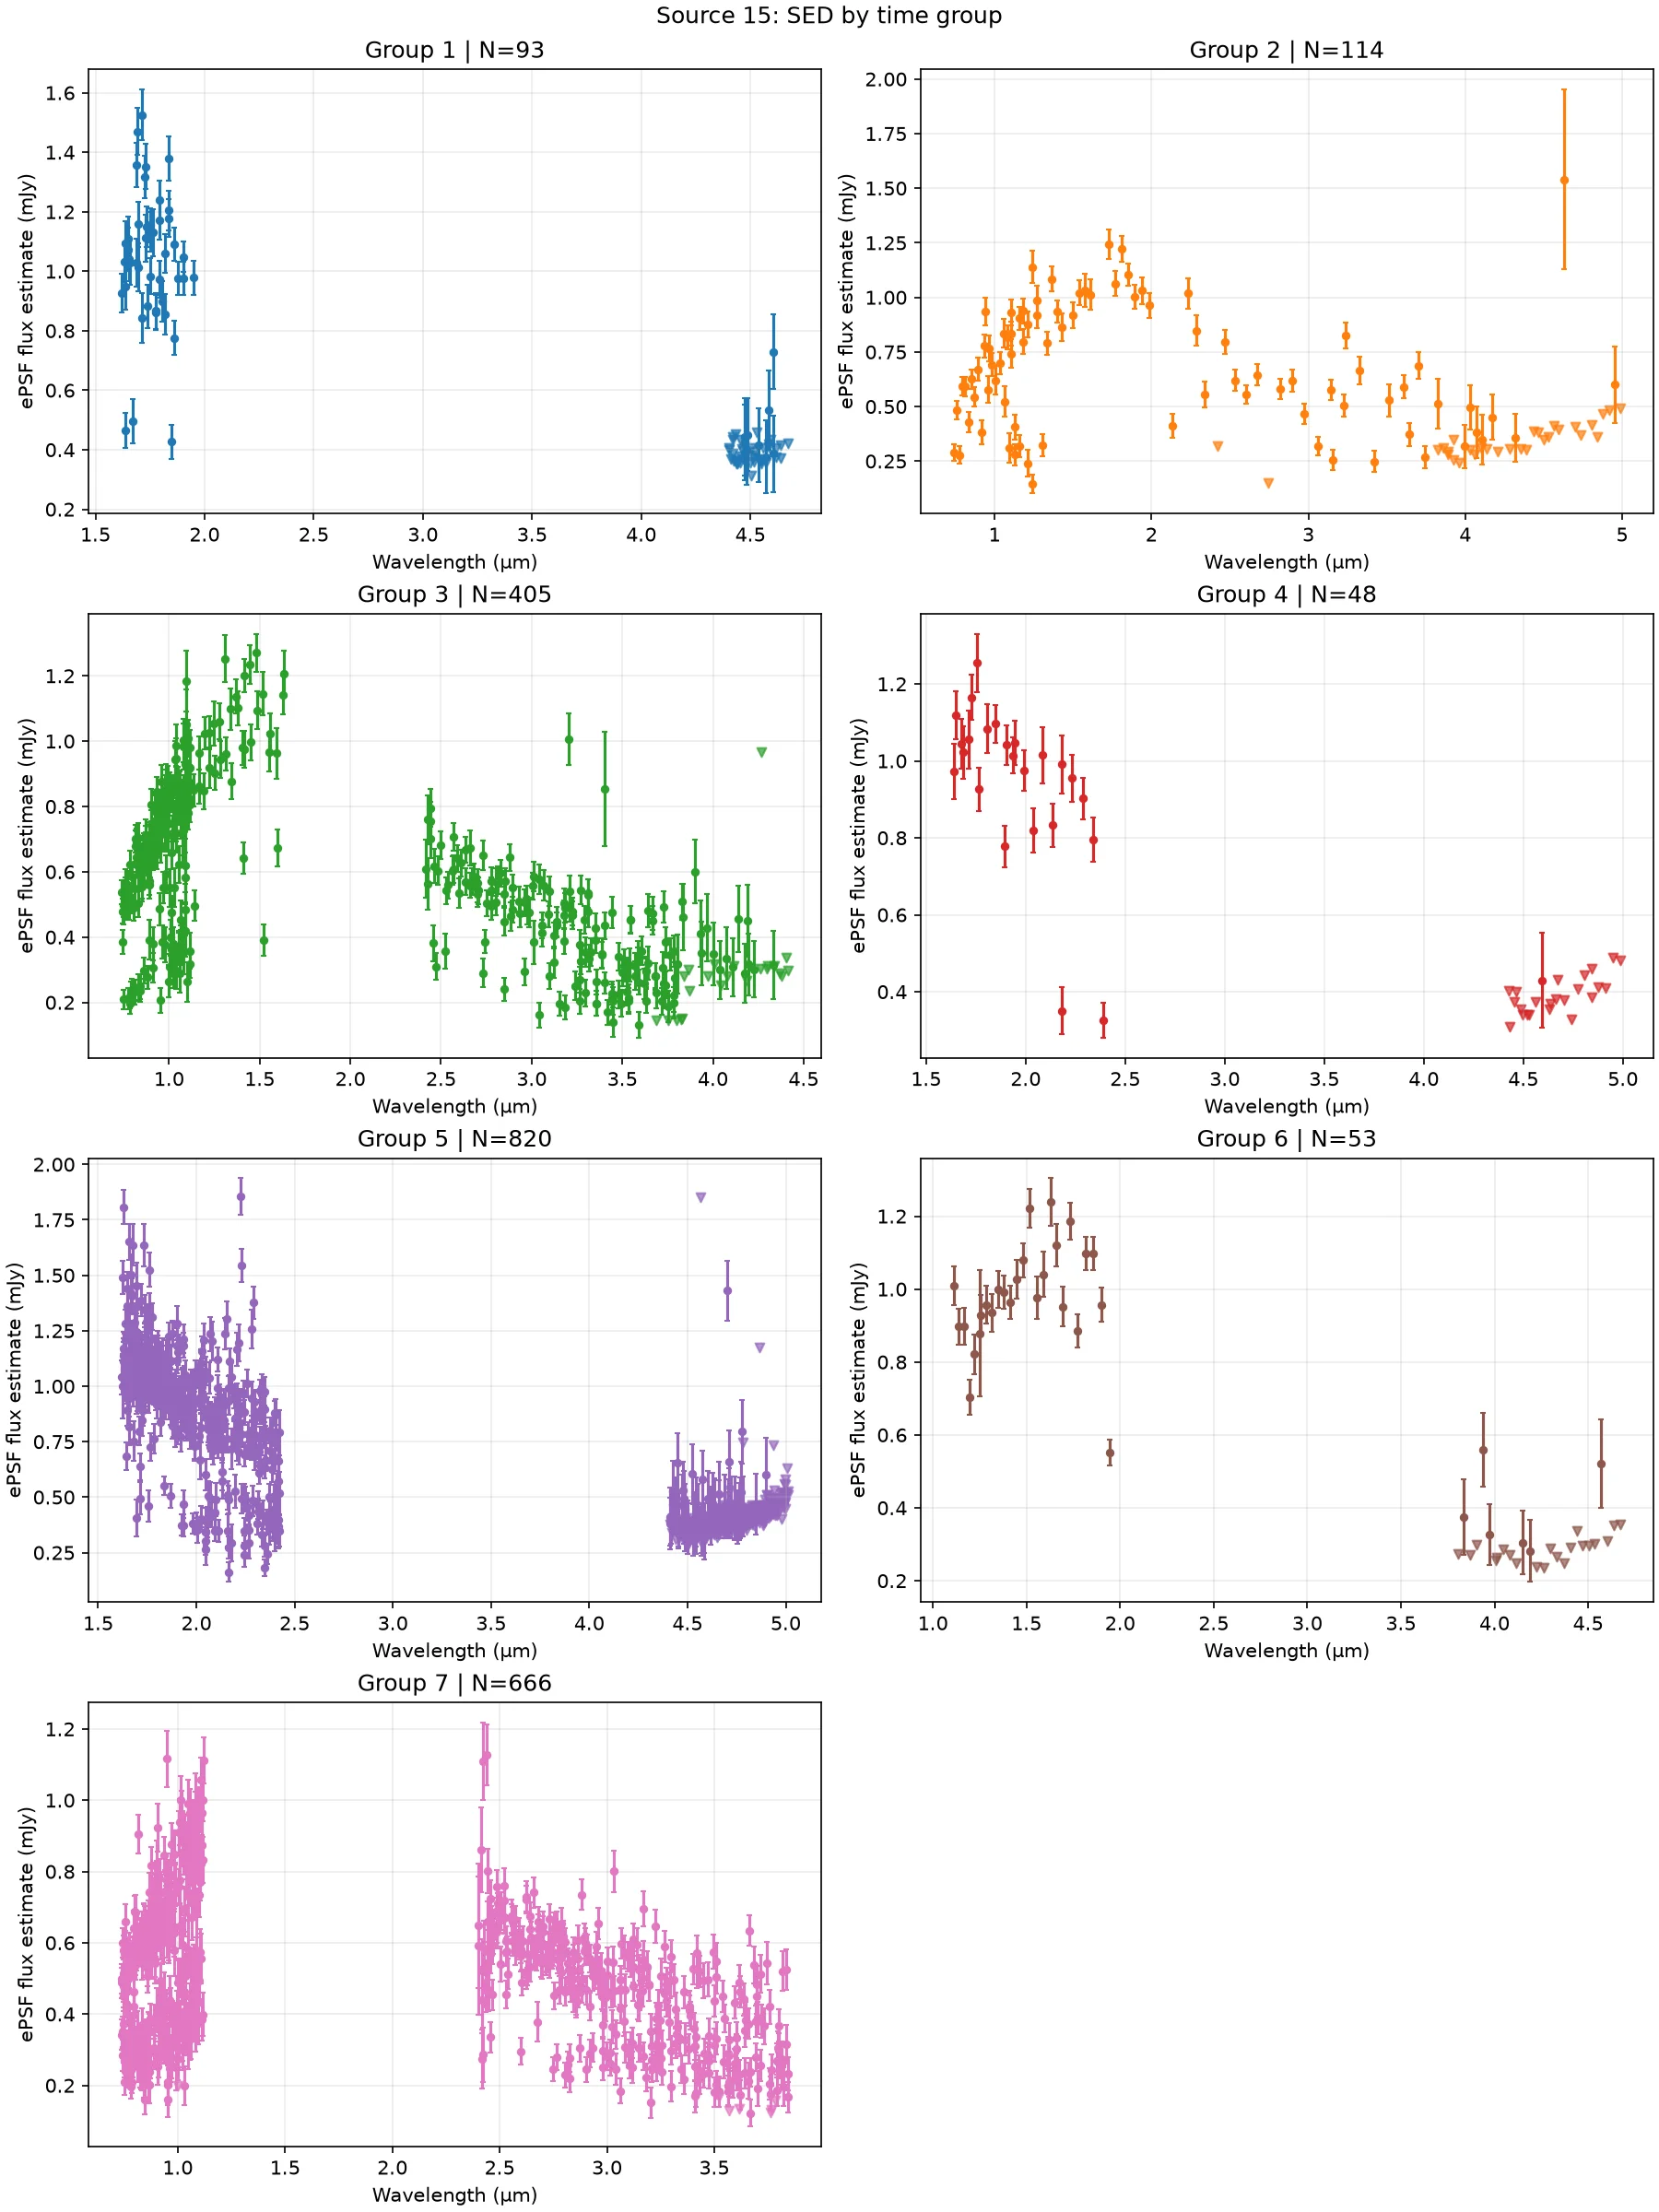 Source 15: SED by time group
Group 1 | N=93
ePSF flux estimate (mJy)
1.6
1.4
1.2
1.0
0.8
0.6
0.4
0.2
1.5 2.0 2.5 3.0 3.5 4.0 4.5
Wavelength (μm)
Group 2 | N=114
ePSF flux estimate (mJy)
2.00
1.75
1.50
1.25
1.00
0.75
0.50
0.25
1 2 3 4 5
Wavelength (μm)
Group 3 | N=405
ePSF flux estimate (mJy)
1.2
1.0
0.8
0.6
0.4
0.2
1.0 1.5 2.0 2.5 3.0 3.5 4.0 4.5
Wavelength (μm)
Group 4 | N=48
ePSF flux estimate (mJy)
1.2
1.0
0.8
0.6
0.4
1.5 2.0 2.5 3.0 3.5 4.0 4.5 5.0
Wavelength (μm)
Group 5 | N=820
ePSF flux estimate (mJy)
2.00
1.75
1.50
1.25
1.00
0.75
0.50
0.25
1.5 2.0 2.5 3.0 3.5 4.0 4.5 5.0
Wavelength (μm)
Group 6 | N=53
ePSF flux estimate (mJy)
1.2
1.0
0.8
0.6
0.4
0.2
1.0 1.5 2.0 2.5 3.0 3.5 4.0 4.5
Wavelength (μm)
Group 7 | N=666
ePSF flux estimate (mJy)
1.2
1.0
0.8
0.6
0.4
0.2
1.0 1.5 2.0 2.5 3.0 3.5
Wavelength (μm)